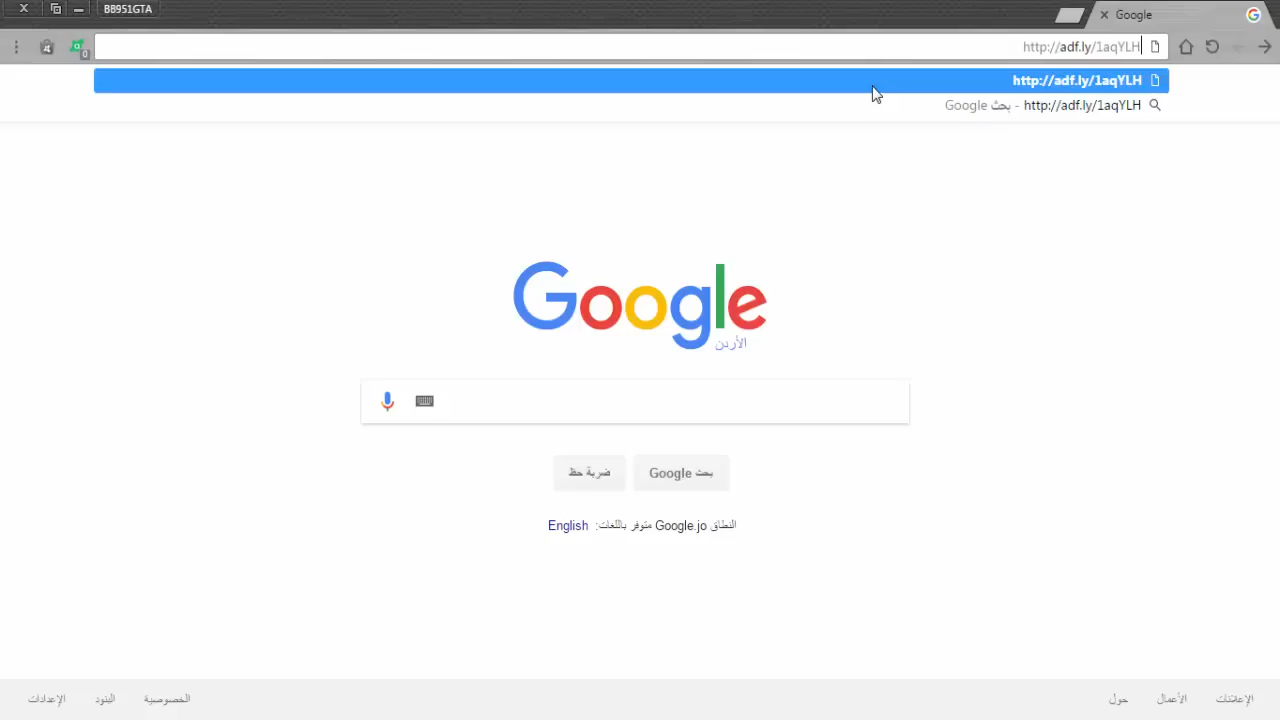 BB951GTA
Google
http://adf.ly/1aqYLH
http://adf.ly/1aqYLH
http://adf.ly/1aqYLH - بحث Google
Google
الأردن
بحث Google
ضربة حظ
النطاق Google.jo متوفر باللغات: English
الإعلانات
الأعمال
حول
الخصوصية
البنود
الإعدادات